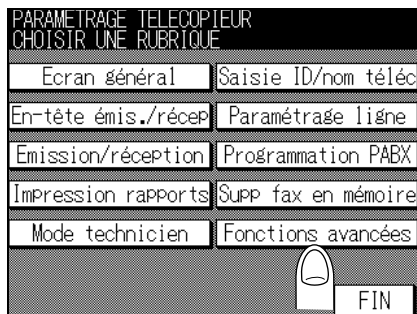 PARAMETRAGE TELECOPIEUR
CHOISIR UNE RUBRIQUE
Ecran général Saisie ID/nom téléc
En-tête émis./récep Paramétrage ligne
Emission/réception Programmation PABX
Impression rapports Supp fax en mémoire
Mode technicien Fonctions avancées
FIN